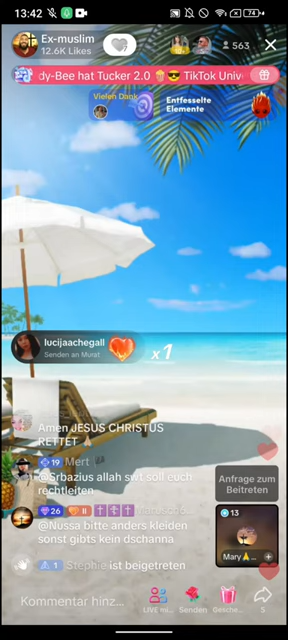 13:42
74
Ex-muslim
12.6K Likes
563
dy-Bee hat Tucker 2.0 🍿😎 TikTok Univ
Vielen Dank
Entfesselte
Elemente
lucijaachegall
Senden an Murat
x1
Amen JESUS CHRISTUS
RETTET 🙏
19 Mert
@Srbazius allah swt soll euch
rechtleiten
26 II
@Nussa bitte anders kleiden
sonst gibts kein dschanna
1 Stephie ist beigetreten
Anfrage zum
Beitreten
13
Mary🙏...
Kommentar hinz...
LIVE mi...
Senden
Gesche...
5